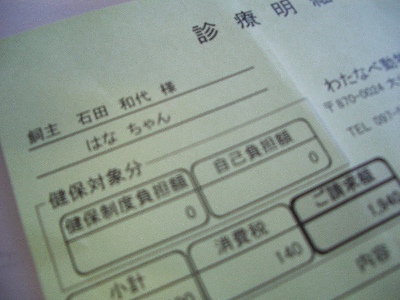 診療明細
わたなべ動物
〒870-0024 大
TEL 097-
飼主 石田 和代 様
はな ちゃん
健保対象分
健保制度負担額 自己負担額 ご請求額
0 0 1,940
小計 消費税
140
内容